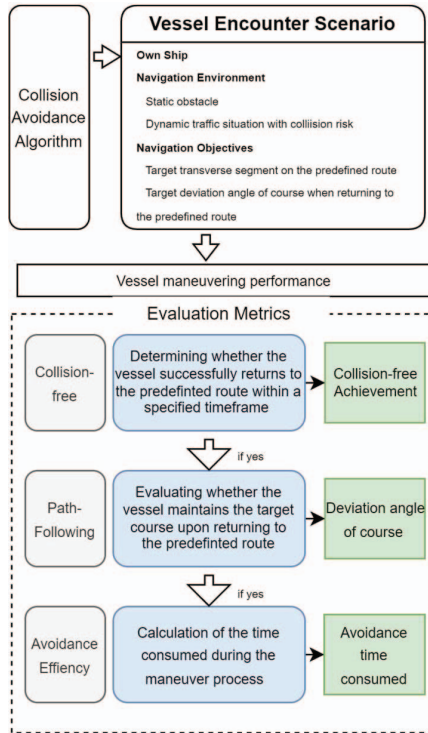 Collision
Avoidance
Algorithm
Vessel Encounter Scenario
Own Ship
Navigation Environment
Static obstacle
Dynamic traffic situation with colliision risk
Navigation Objectives
Target transverse segment on the predefined route
Target deviation angle of course when returning to
the predefined route
Vessel maneuvering performance
Evaluation Metrics
Collision-
free
Determining whether the
vessel successfully returns to
the predefinted route within a
specified timeframe
Collision-free
Achievement
if yes
Path-
Following
Evaluating whether the
vessel maintains the target
course upon returning to
the predefinted route
Deviation angle
of course
if yes
Avoidance
Effiency
Calculation of the time
consumed during the
maneuver process
Avoidance
time
consumed